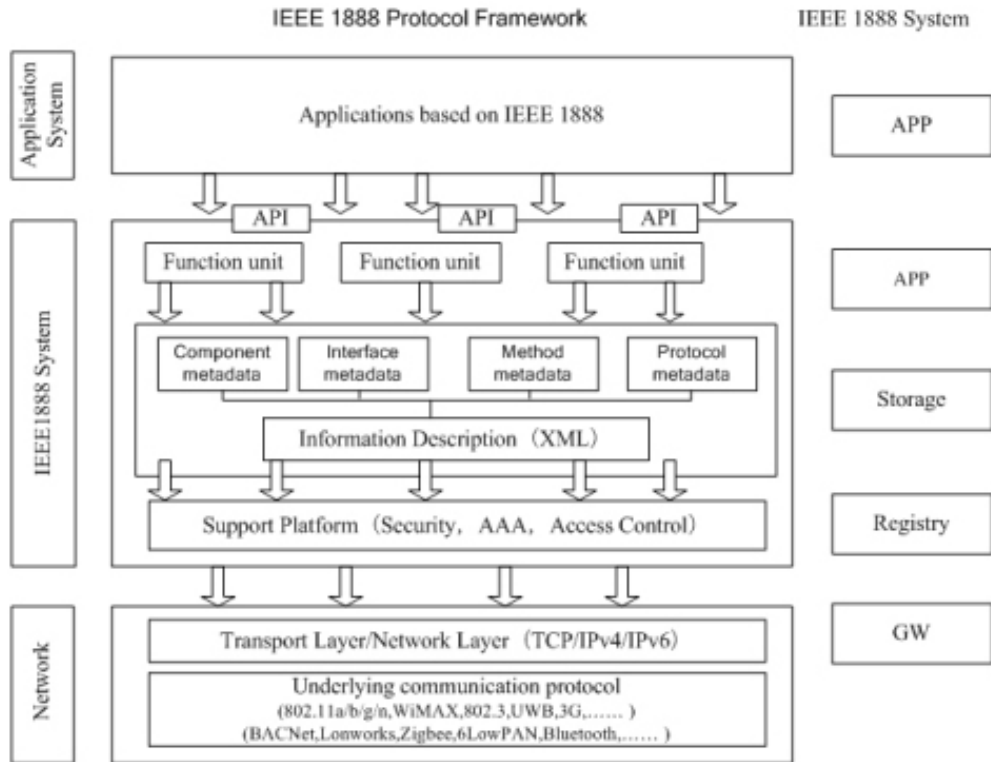 IEEE 1888 Protocol Framework
IEEE 1888 System
Application
System
Applications based on IEEE 1888
APP
API
API
API
IEEE1888 System
Function unit
Function unit
Function unit
APP
Component
metadata
Interface
metadata
Method
metadata
Protocol
metadata
Storage
Information Description (XML)
Support Platform (Security, AAA, Access Control)
Registry
Network
Transport Layer/Network Layer (TCP/IPv4/IPv6)
GW
Underlying communication protocol
(802.11a/b/g/n,WiMAX,802.3,UWB,3G,…… )
(BACNet,Lonworks,Zigbee,6LowPAN,Bluetooth,…… )